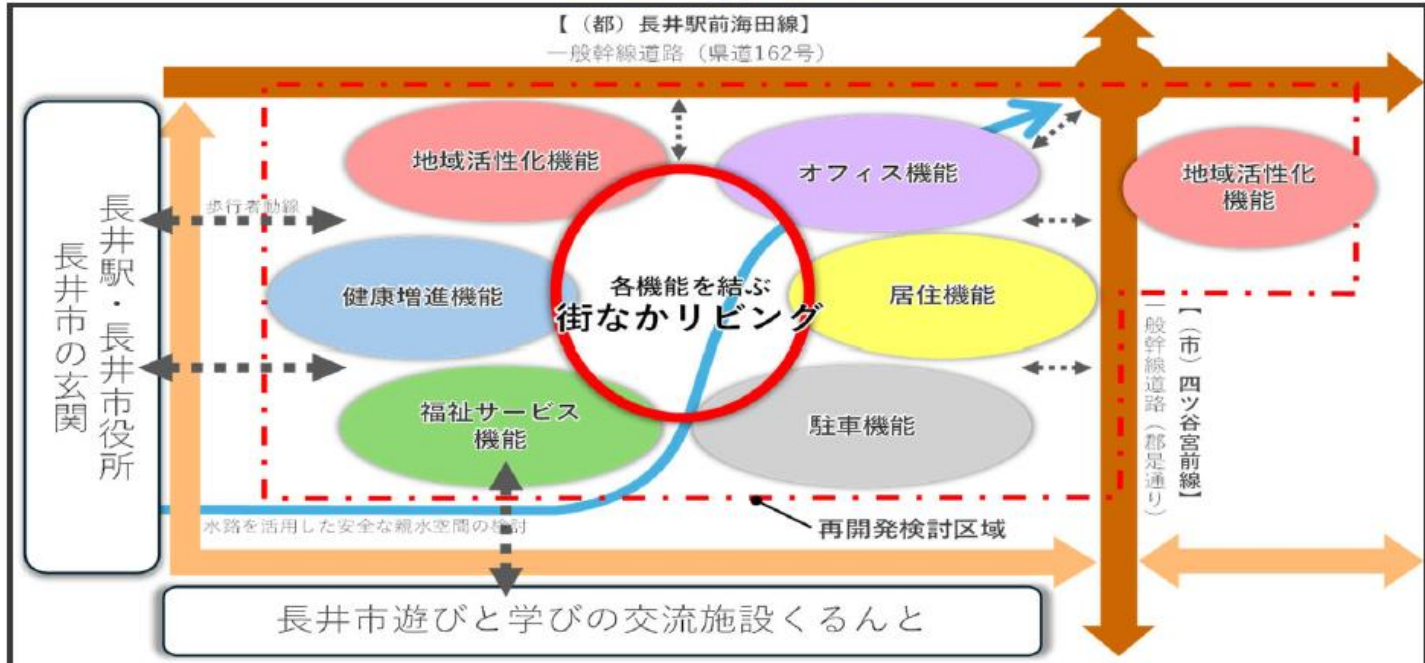 【（都）長井駅前海田線】
一般幹線道路（県道162号）
地域活性化機能
オフィス機能
地域活性化
機能
歩行者動線
長井駅・長井市役所
長井市の玄関
健康増進機能
各機能を結ぶ
街なかリビング
居住機能
福祉サービス
機能
駐車機能
【（市）四ツ谷宮前線】
一般幹線道路（郡是通り）
水路を活用した安全な親水空間の検討
再開発検討区域
長井市遊びと学びの交流施設くるんと